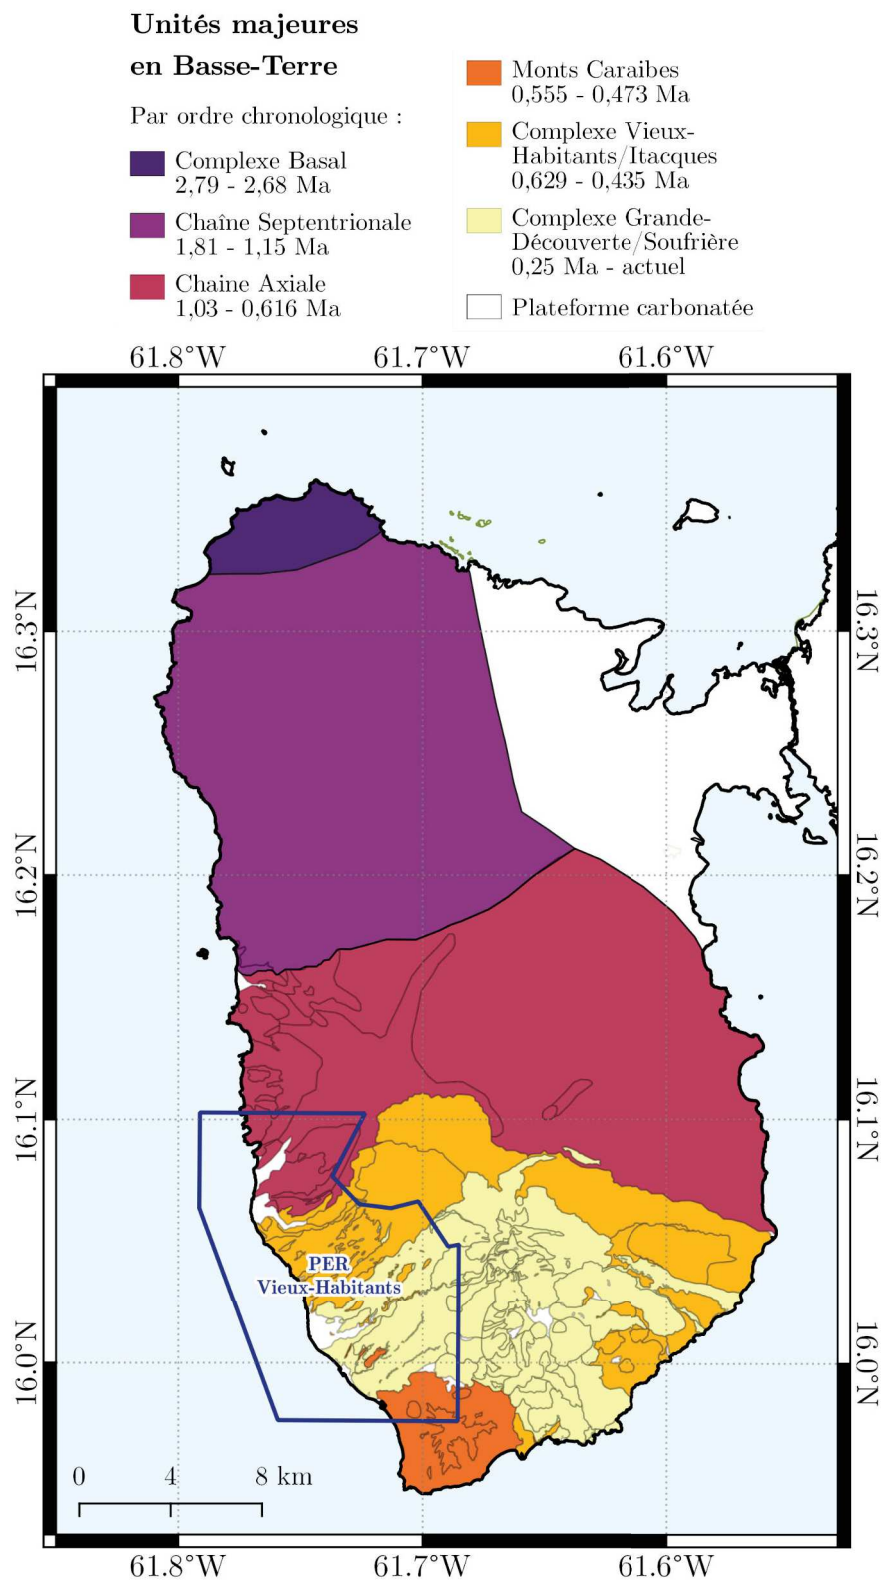 Unités majeures
en Basse-Terre
Par ordre chronologique :
Complexe Basal
2,79 - 2,68 Ma
Chaîne Septentrionale
1,81 - 1,15 Ma
Chaine Axiale
1,03 - 0,616 Ma
Monts Caraibes
0,555 - 0,473 Ma
Complexe Vieux-
Habitants/Itacques
0,629 - 0,435 Ma
Complexe Grande-
Découverte/Soufrière
0,25 Ma - actuel
Plateforme carbonatée
61.8°W 61.7°W 61.6°W
16.3°N 16.3°N
16.2°N 16.2°N
16.1°N 16.1°N
PER
Vieux-Habitants
16.0°N 16.0°N
0 4 8 km
61.8°W 61.7°W 61.6°W